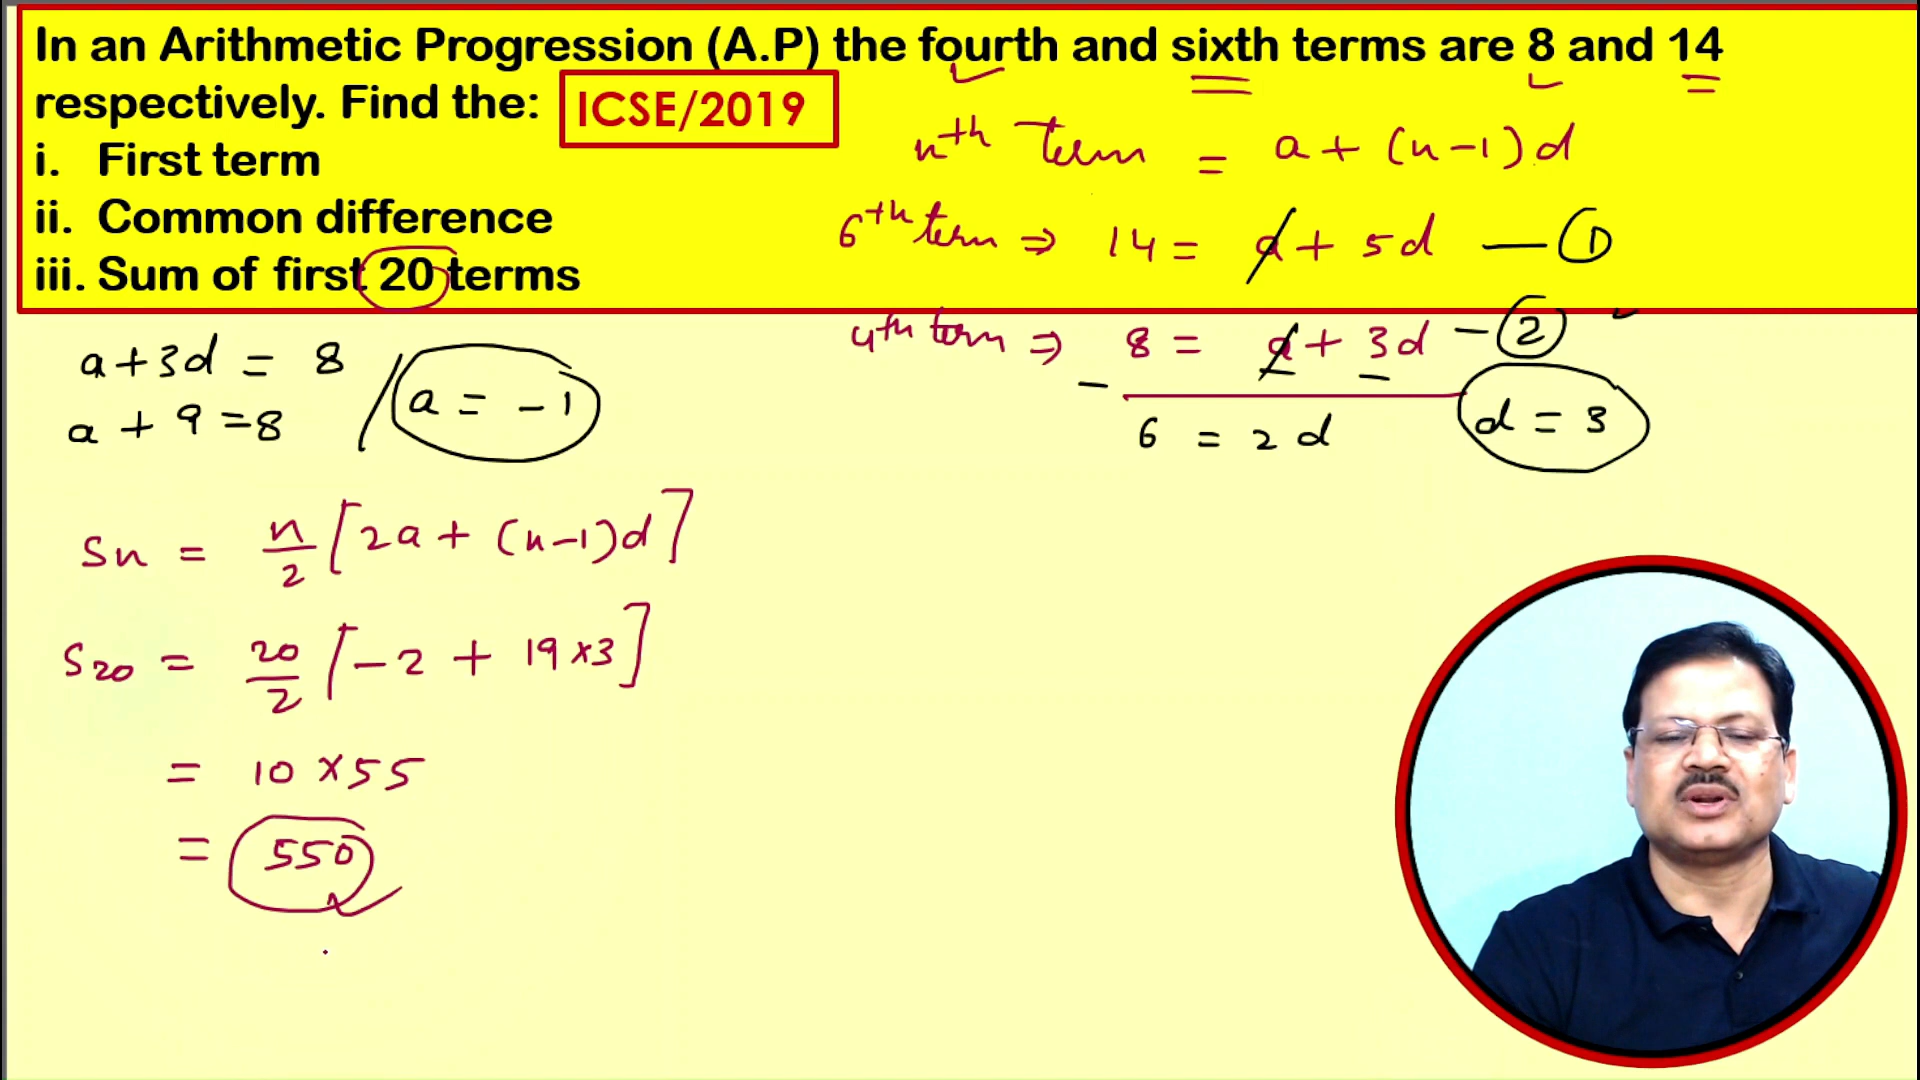 In an Arithmetic Progression (A.P) the fourth and sixth terms are 8 and 14
respectively. Find the: ICSE/2019
i. First term
ii. Common difference
iii. Sum of first 20 terms
nth term = a + (n-1)d
6th term ⇒ 14 = a + 5d — ①
4th term ⇒ 8 = a + 3d - ②
6 = 2d
d = 3
a+3d = 8
a + 9 = 8
a = -1
Sn = n/2 [2a + (n-1)d]
S20 = 20/2 [-2 + 19×3]
= 10 × 55
= 550